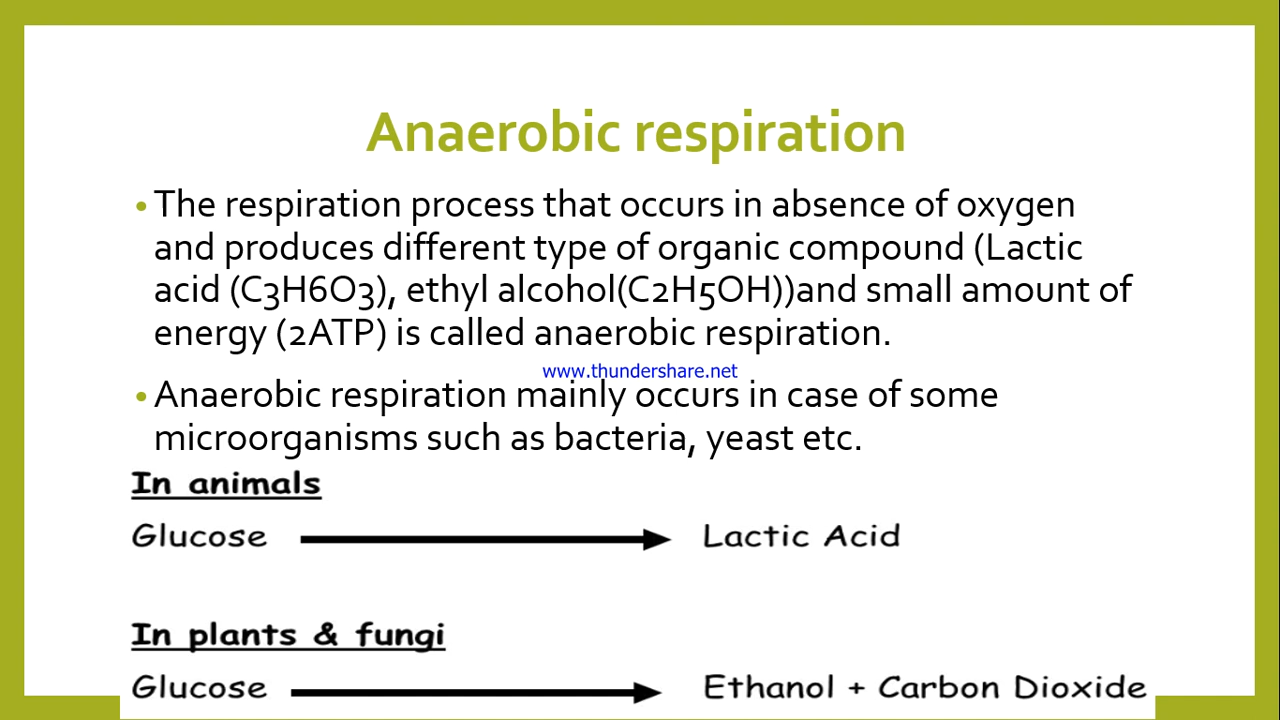 Anaerobic respiration
• The respiration process that occurs in absence of oxygen
and produces different type of organic compound (Lactic
acid (C3H6O3), ethyl alcohol(C2H5OH))and small amount of
energy (2ATP) is called anaerobic respiration.
www.thundershare.net
• Anaerobic respiration mainly occurs in case of some
microorganisms such as bacteria, yeast etc.
In animals
Glucose Lactic Acid
In plants & fungi
Glucose Ethanol + Carbon Dioxide